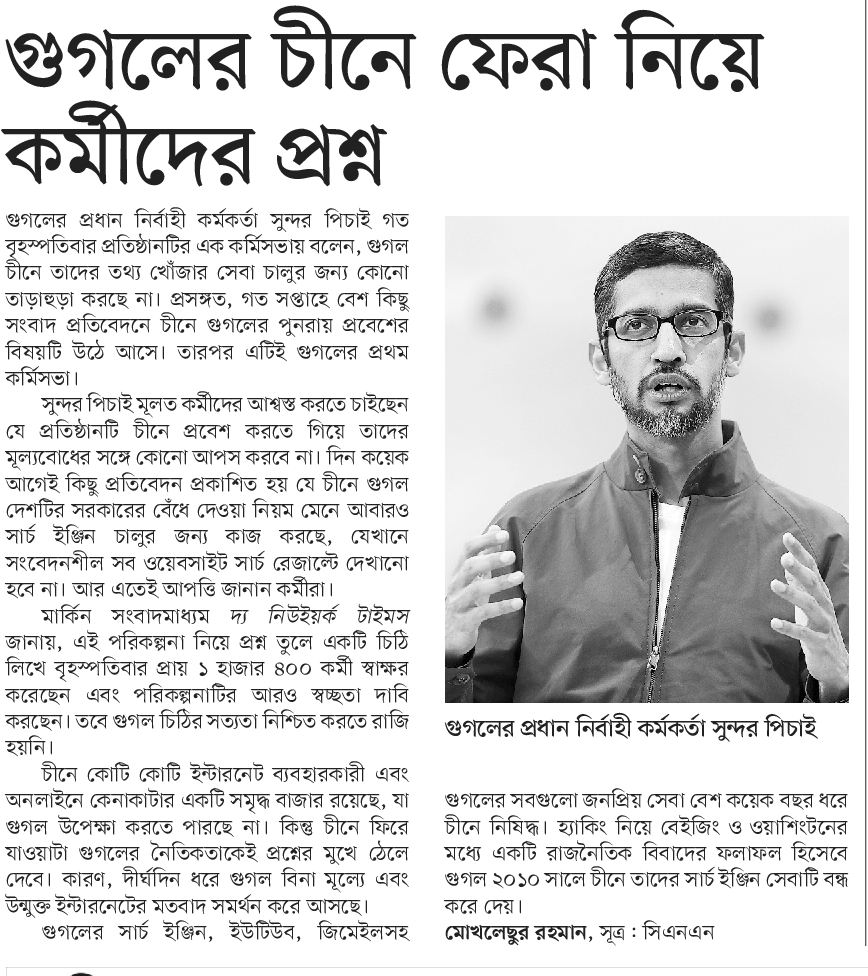 গুগলের চীনে ফেরা নিয়ে
কর্মীদের প্রশ্ন
গুগলের প্রধান নির্বাহী কর্মকর্তা সুন্দর পিচাই গত
বৃহস্পতিবার প্রতিষ্ঠানটির এক কর্মিসভায় বলেন, গুগল
চীনে তাদের তথ্য খোঁজার সেবা চালুর জন্য কোনো
তাড়াহুড়া করছে না। প্রসঙ্গত, গত সপ্তাহে বেশ কিছু
সংবাদ প্রতিবেদনে চীনে গুগলের পুনরায় প্রবেশের
বিষয়টি উঠে আসে। তারপর এটিই গুগলের প্রথম
কর্মিসভা।
সুন্দর পিচাই মূলত কর্মীদের আশ্বস্ত করতে চাইছেন
যে প্রতিষ্ঠানটি চীনে প্রবেশ করতে গিয়ে তাদের
মূল্যবোধের সঙ্গে কোনো আপস করবে না। দিন কয়েক
আগেই কিছু প্রতিবেদন প্রকাশিত হয় যে চীনে গুগল
দেশটির সরকারের বেঁধে দেওয়া নিয়ম মেনে আবারও
সার্চ ইঞ্জিন চালুর জন্য কাজ করছে, যেখানে
সংবেদনশীল সব ওয়েবসাইট সার্চ রেজাল্টে দেখানো
হবে না। আর এতেই আপত্তি জানান কর্মীরা।
মার্কিন সংবাদমাধ্যম দ্য নিউইয়র্ক টাইমস
জানায়, এই পরিকল্পনা নিয়ে প্রশ্ন তুলে একটি চিঠি
লিখে বৃহস্পতিবার প্রায় ১ হাজার ৪০০ কর্মী স্বাক্ষর
করেছেন এবং পরিকল্পনাটির আরও স্বচ্ছতা দাবি
করছেন। তবে গুগল চিঠির সত্যতা নিশ্চিত করতে রাজি
হয়নি।
চীনে কোটি কোটি ইন্টারনেট ব্যবহারকারী এবং
অনলাইনে কেনাকাটার একটি সমৃদ্ধ বাজার রয়েছে, যা
গুগল উপেক্ষা করতে পারছে না। কিন্তু চীনে ফিরে
যাওয়াটা গুগলের নৈতিকতাকেই প্রশ্নের মুখে ঠেলে
দেবে। কারণ, দীর্ঘদিন ধরে গুগল বিনা মূল্যে এবং
উন্মুক্ত ইন্টারনেটের মতবাদ সমর্থন করে আসছে।
গুগলের সার্চ ইঞ্জিন, ইউটিউব, জিমেইলসহ
গুগলের প্রধান নির্বাহী কর্মকর্তা সুন্দর পিচাই
গুগলের সবগুলো জনপ্রিয় সেবা বেশ কয়েক বছর ধরে
চীনে নিষিদ্ধ। হ্যাকিং নিয়ে বেইজিং ও ওয়াশিংটনের
মধ্যে একটি রাজনৈতিক বিবাদের ফলাফল হিসেবে
গুগল ২০১০ সালে চীনে তাদের সার্চ ইঞ্জিন সেবাটি বন্ধ
করে দেয়।
মোখলেছুর রহমান, সূত্র : সিএনএন